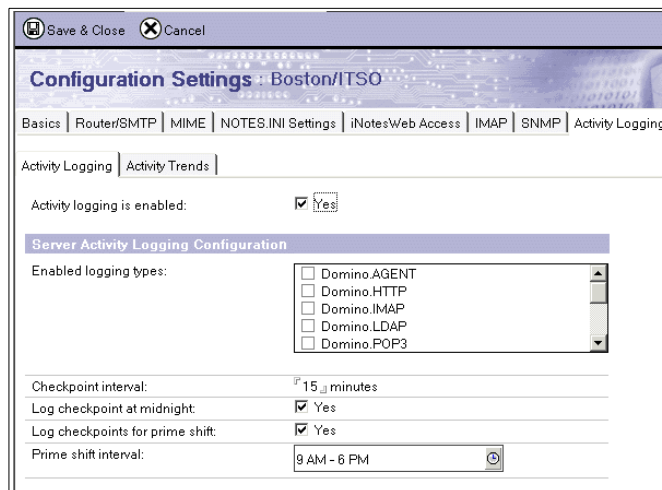 Save & Close Cancel
Configuration Settings : Boston/ITSO
Basics Router/SMTP MIME NOTES.INI Settings iNotesWeb Access IMAP SNMP Activity Logging
Activity Logging Activity Trends
Activity logging is enabled: Yes
Server Activity Logging Configuration
Enabled logging types: Domino.AGENT
Domino.HTTP
Domino.IMAP
Domino.LDAP
Domino.POP3
Checkpoint interval: 15 minutes
Log checkpoint at midnight: Yes
Log checkpoints for prime shift: Yes
Prime shift interval: 9 AM - 6 PM